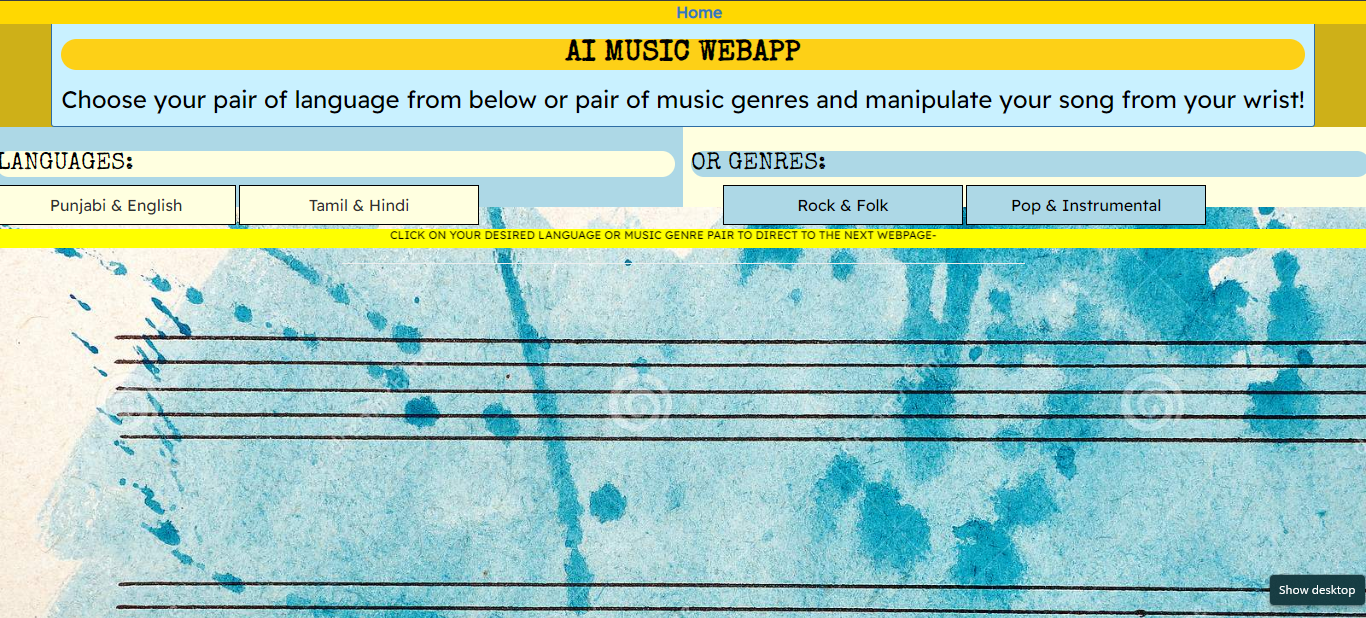 Home
AI MUSIC WEBAPP
Choose your pair of language from below or pair of music genres and manipulate your song from your wrist!
LANGUAGES:
OR GENRES:
Punjabi & English
Tamil & Hindi
Rock & Folk
Pop & Instrumental
CLICK ON YOUR DESIRED LANGUAGE OR MUSIC GENRE PAIR TO DIRECT TO THE NEXT WEBPAGE-
Show desktop